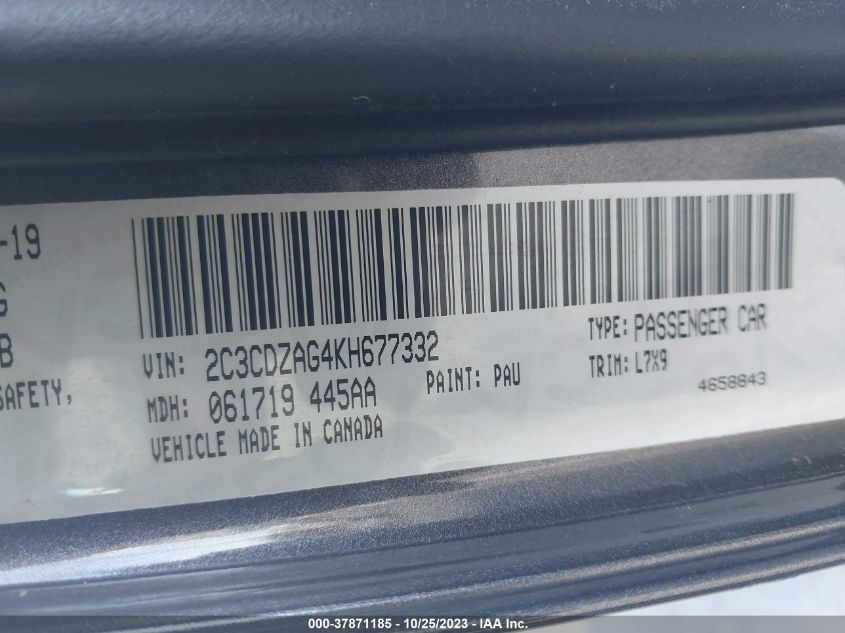 -19
G
B
SAFETY,
VIN: 2C3CDZAG4KH677332
TYPE: PASSENGER CAR
MDH: 061719 445AA
PAINT: PAU
TRIM: L7X9
VEHICLE MADE IN CANADA
4658843
000-37871185 - 10/25/2023 - IAA Inc.